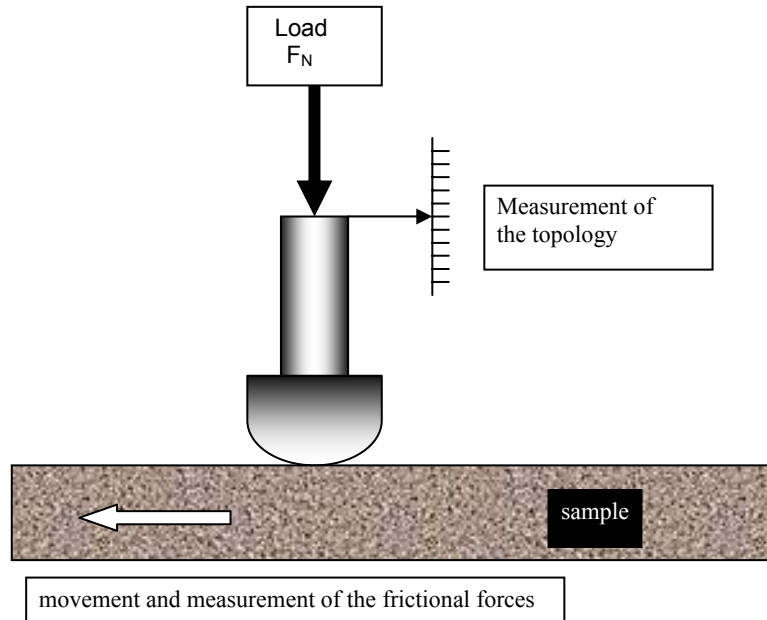 Load
F_N
Measurement of
the topology
sample
movement and measurement of the frictional forces